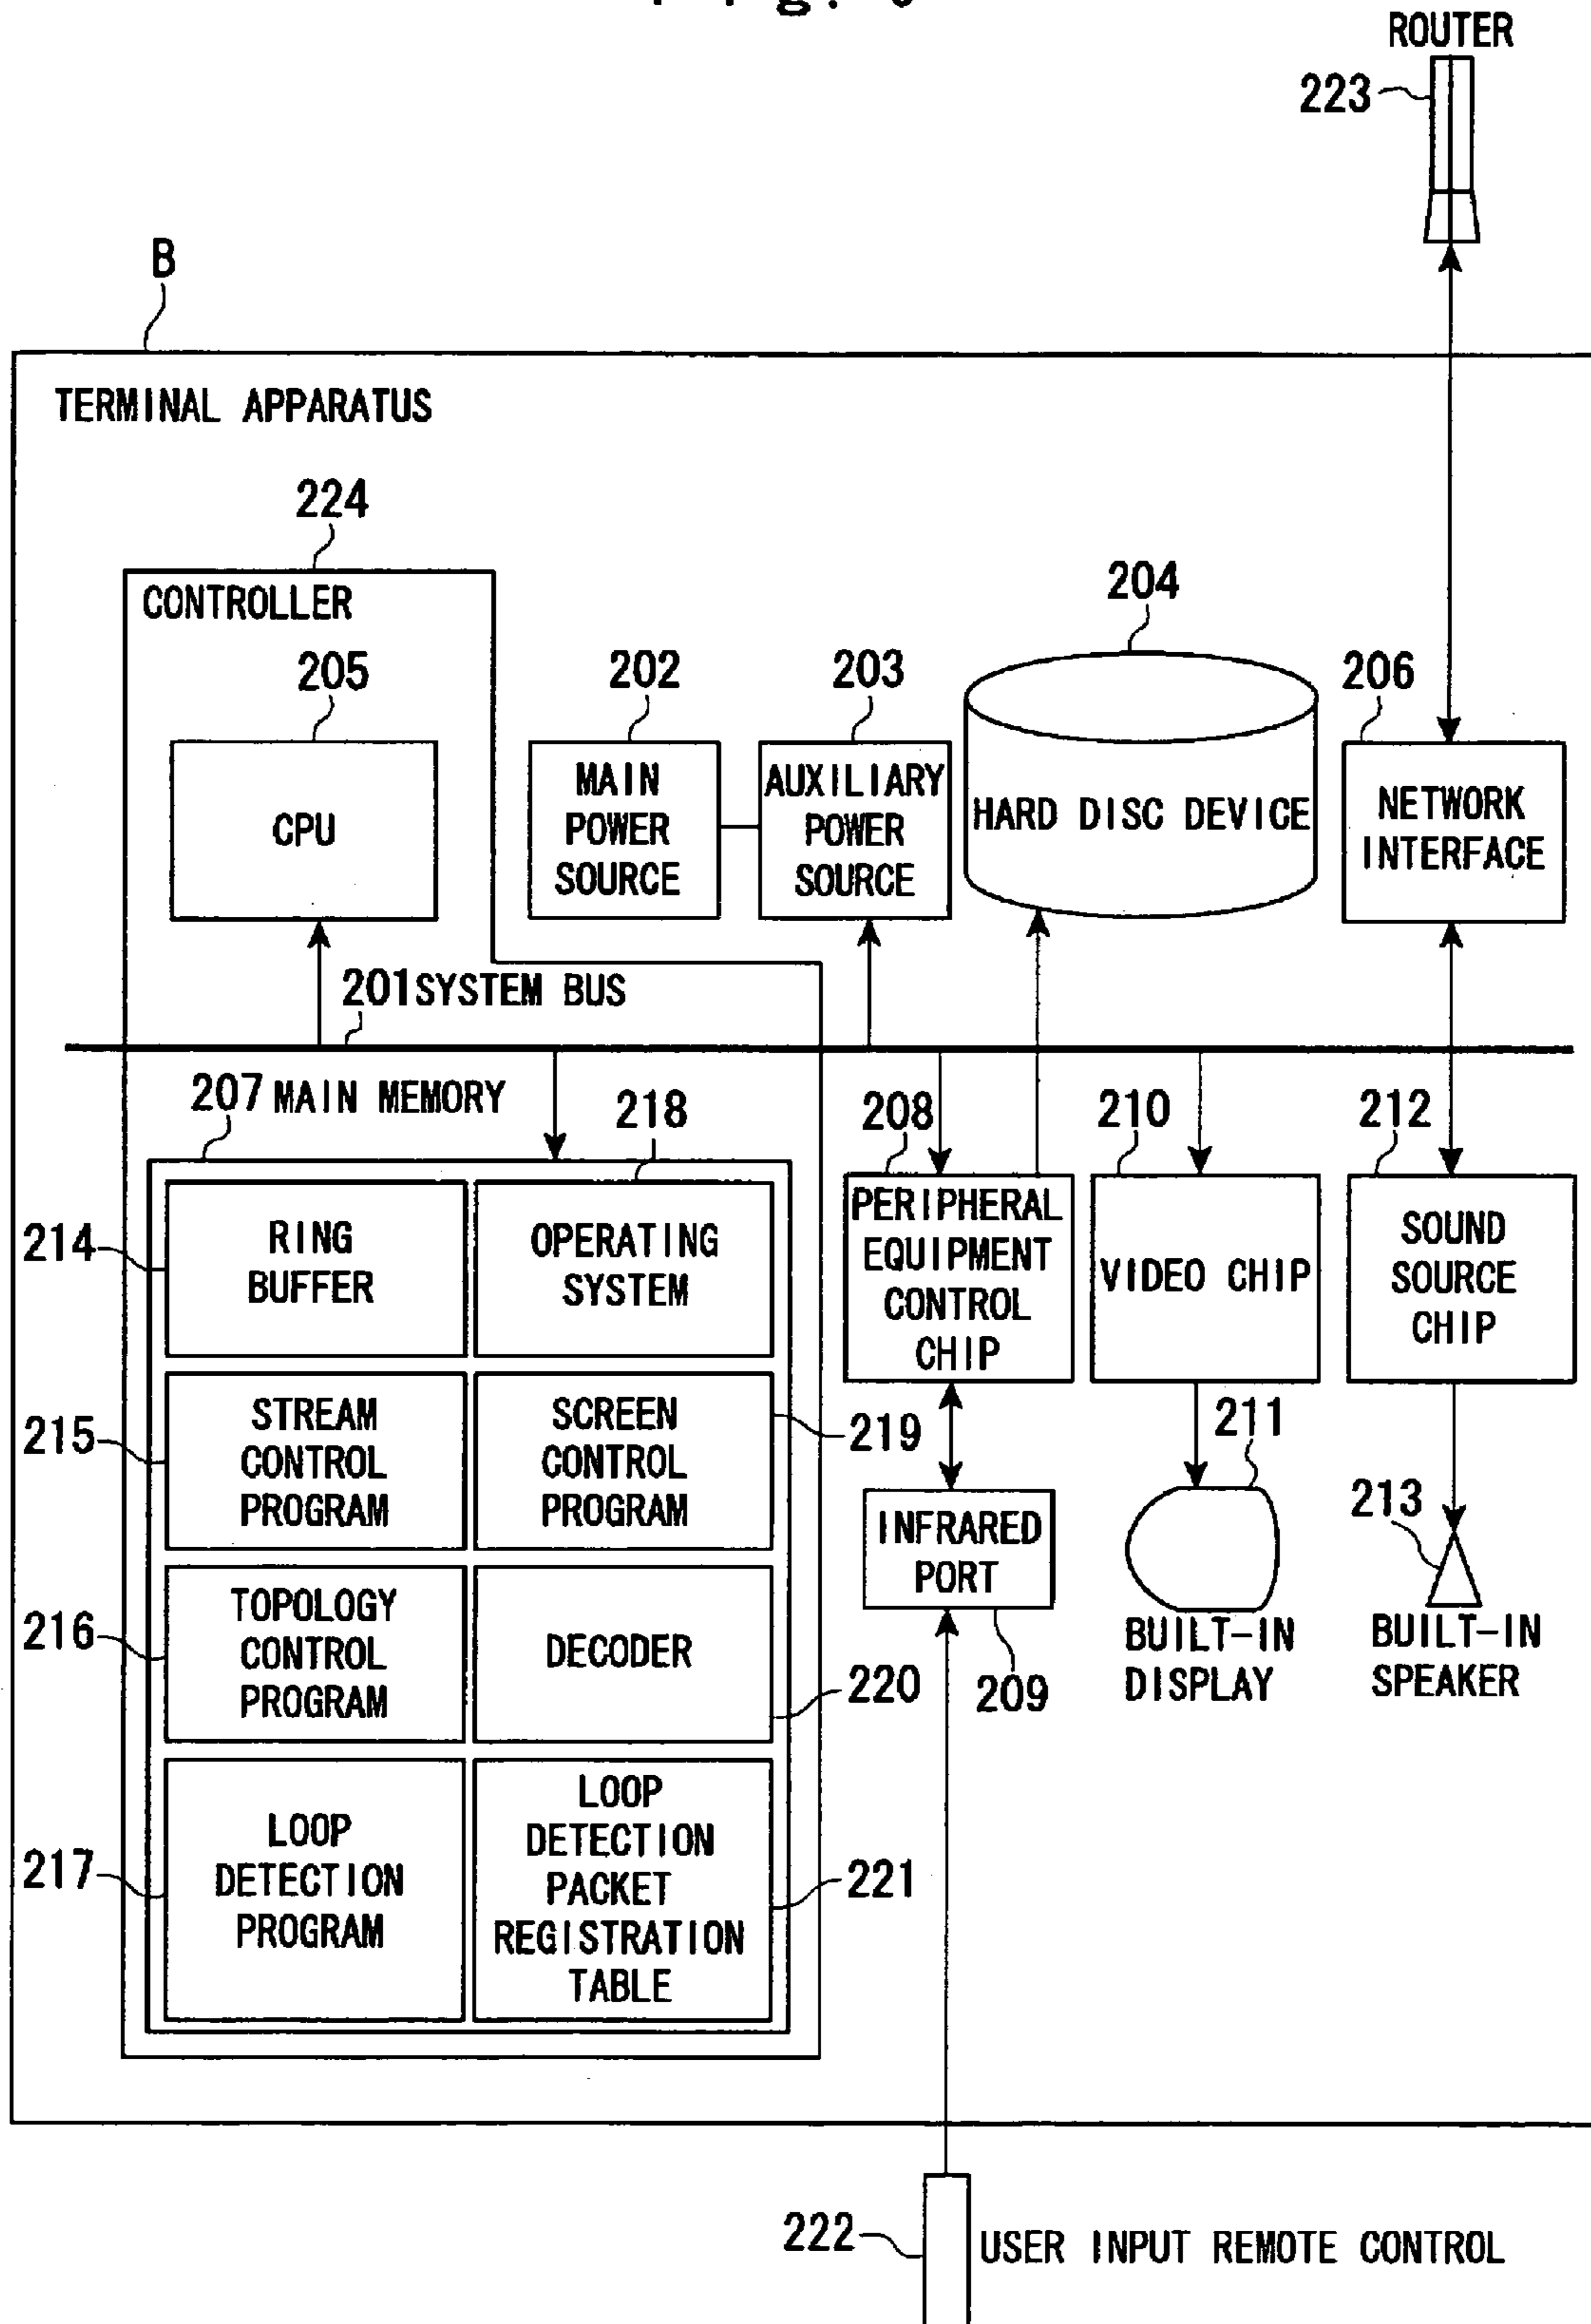 ROUTER
223
B
TERMINAL APPARATUS
224
CONTROLLER
205
CPU
202
MAIN
POWER
SOURCE
203
AUXILIARY
POWER
SOURCE
204
HARD DISC DEVICE
206
NETWORK
INTERFACE
201 SYSTEM BUS
207 MAIN MEMORY
218
214
RING
BUFFER
OPERATING
SYSTEM
215
STREAM
CONTROL
PROGRAM
SCREEN
CONTROL
PROGRAM
219
216
TOPOLOGY
CONTROL
PROGRAM
DECODER
220
217
LOOP
DETECTION
PROGRAM
LOOP
DETECTION
PACKET
REGISTRATION
TABLE
221
208
PERIPHERAL
EQUIPMENT
CONTROL
CHIP
210
VIDEO CHIP
212
SOUND
SOURCE
CHIP
INFRARED
PORT
209
211
BUILT-IN
DISPLAY
213
BUILT-IN
SPEAKER
222
USER INPUT REMOTE CONTROL